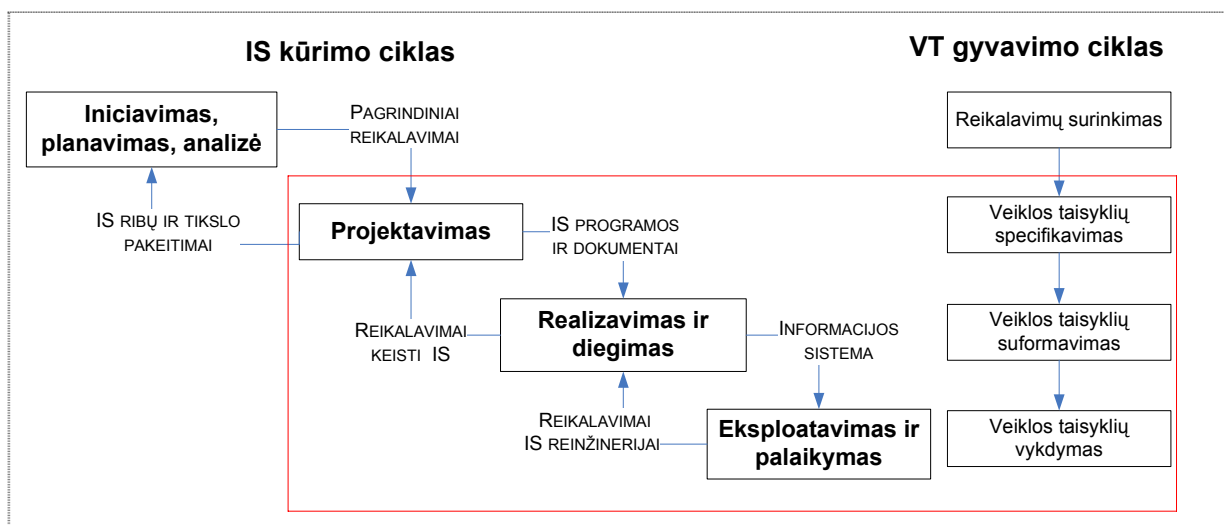 IS kūrimo ciklas
VT gyvavimo ciklas
Iniciavimas,
planavimas, analizė
PAGRINDINIAI
REIKALAVIMAI
Reikalavimų surinkimas
IS RIBŲ IR TIKSLO
PAKEITIMAI
Projektavimas
IS PROGRAMOS
IR DOKUMENTAI
Veiklos taisyklių
specifikavimas
REIKALAVIMAI
KEISTI IS
Realizavimas ir
diegimas
INFORMACIJOS
SISTEMA
Veiklos taisyklių
suformavimas
REIKALAVIMAI
IS REINŽINERIJAI
Eksploatavimas ir
palaikymas
Veiklos taisyklių
vykdymas